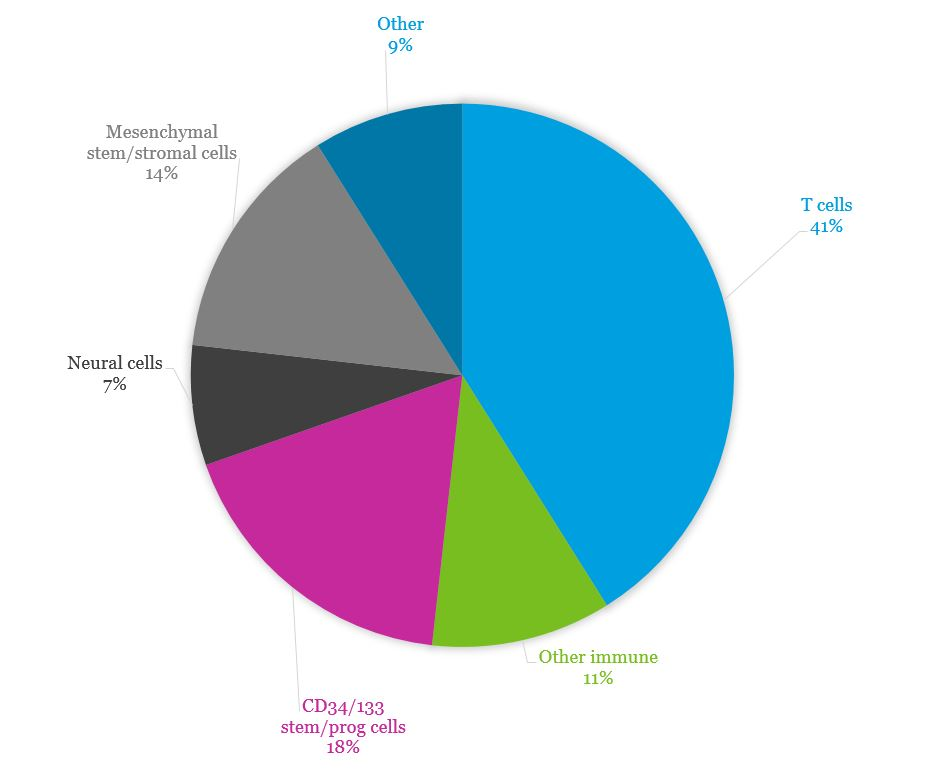 Other
9%
Mesenchymal
stem/stromal cells
14%
T cells
41%
Neural cells
7%
Other immune
11%
CD34/133
stem/prog cells
18%